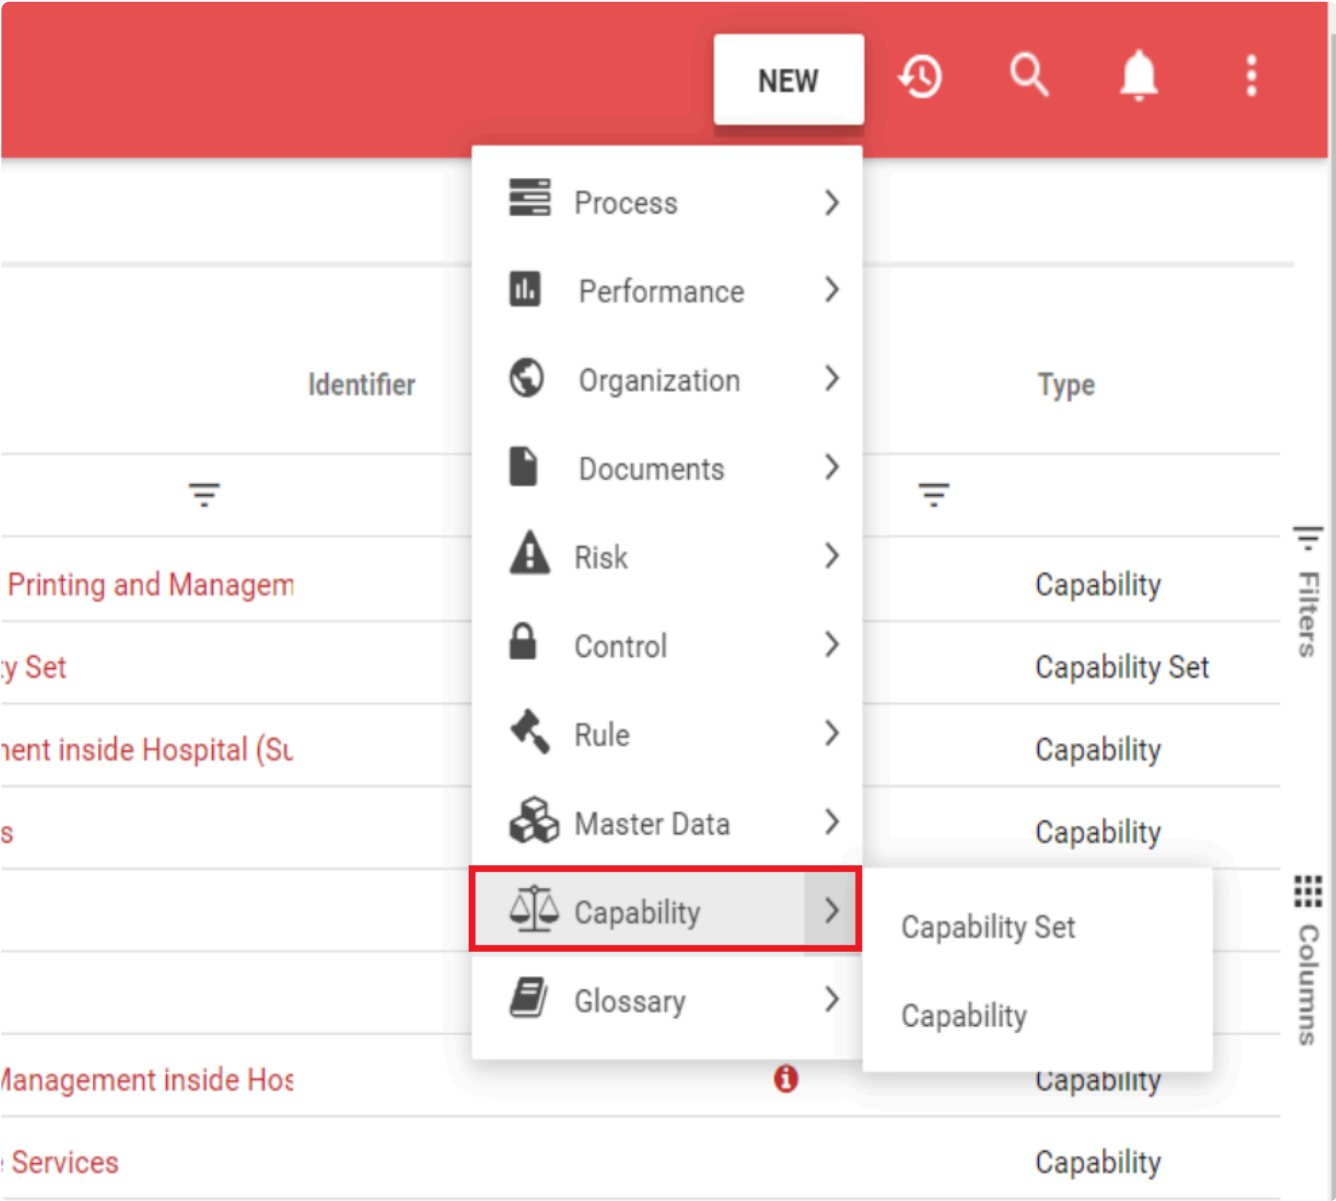 NEW
Process
Performance
Identifier
Organization
Type
Documents
Risk
Printing and Managem
Capability
Filters
Control
y Set
Capability Set
Rule
nent inside Hospital (Su
Capability
Master Data
s
Capability
Capability
Capability Set
Columns
Glossary
Capability
Management inside Hos
Capability
Services
Capability